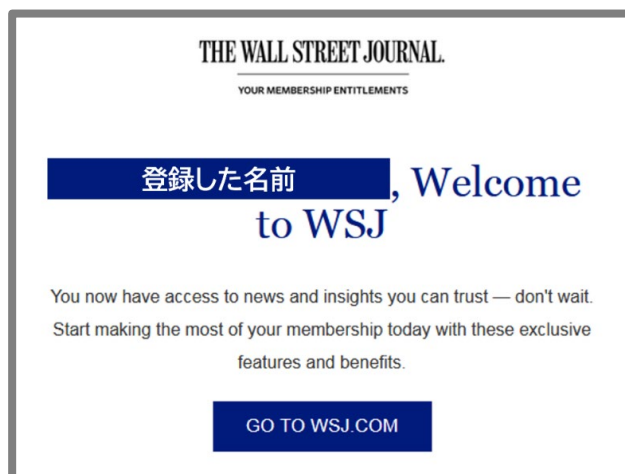 THE WALL STREET JOURNAL.
YOUR MEMBERSHIP ENTITLEMENTS
登録した名前, Welcome
to WSJ
You now have access to news and insights you can trust — don't wait.
Start making the most of your membership today with these exclusive
features and benefits.
GO TO WSJ.COM